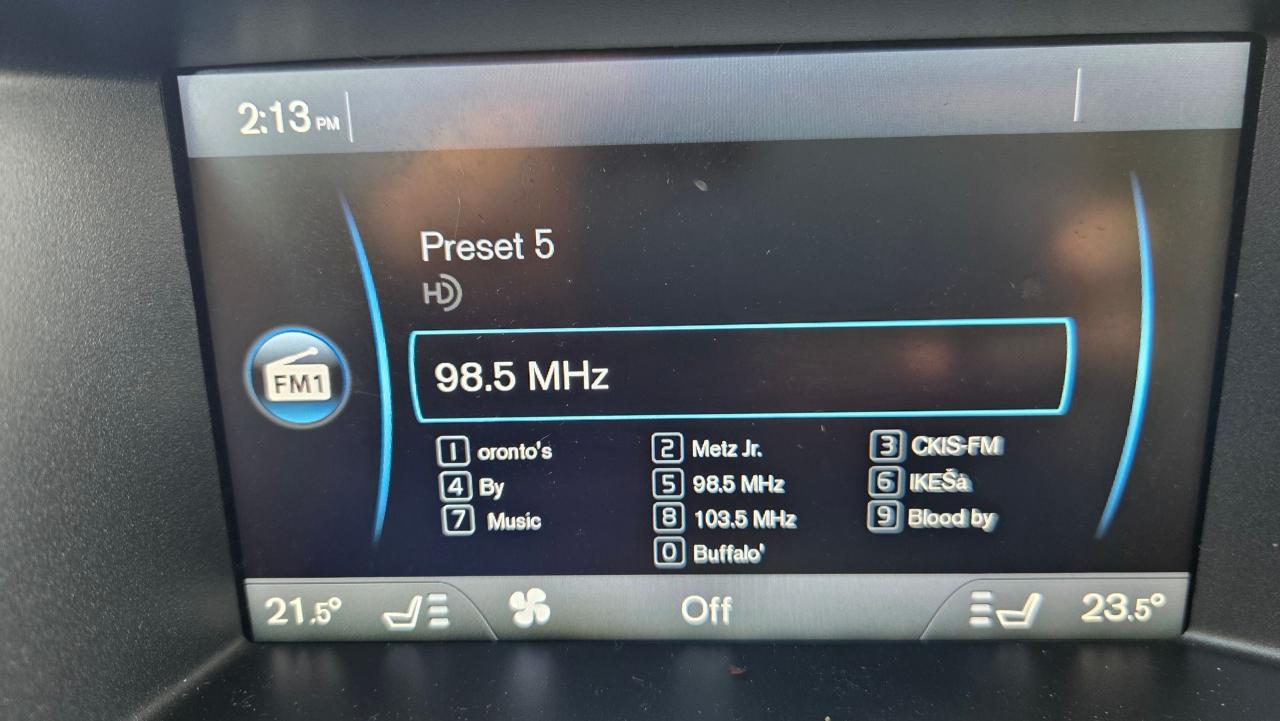 2:13 PM
Preset 5
HD
FM1
98.5 MHz
1 oronto's 2 Metz Jr. 3 CKIS-FM
4 By 5 98.5 MHz 6 IKEŠà
7 Music 8 103.5 MHz 9 Blood by
0 Buffalo'
21.5° Off 23.5°